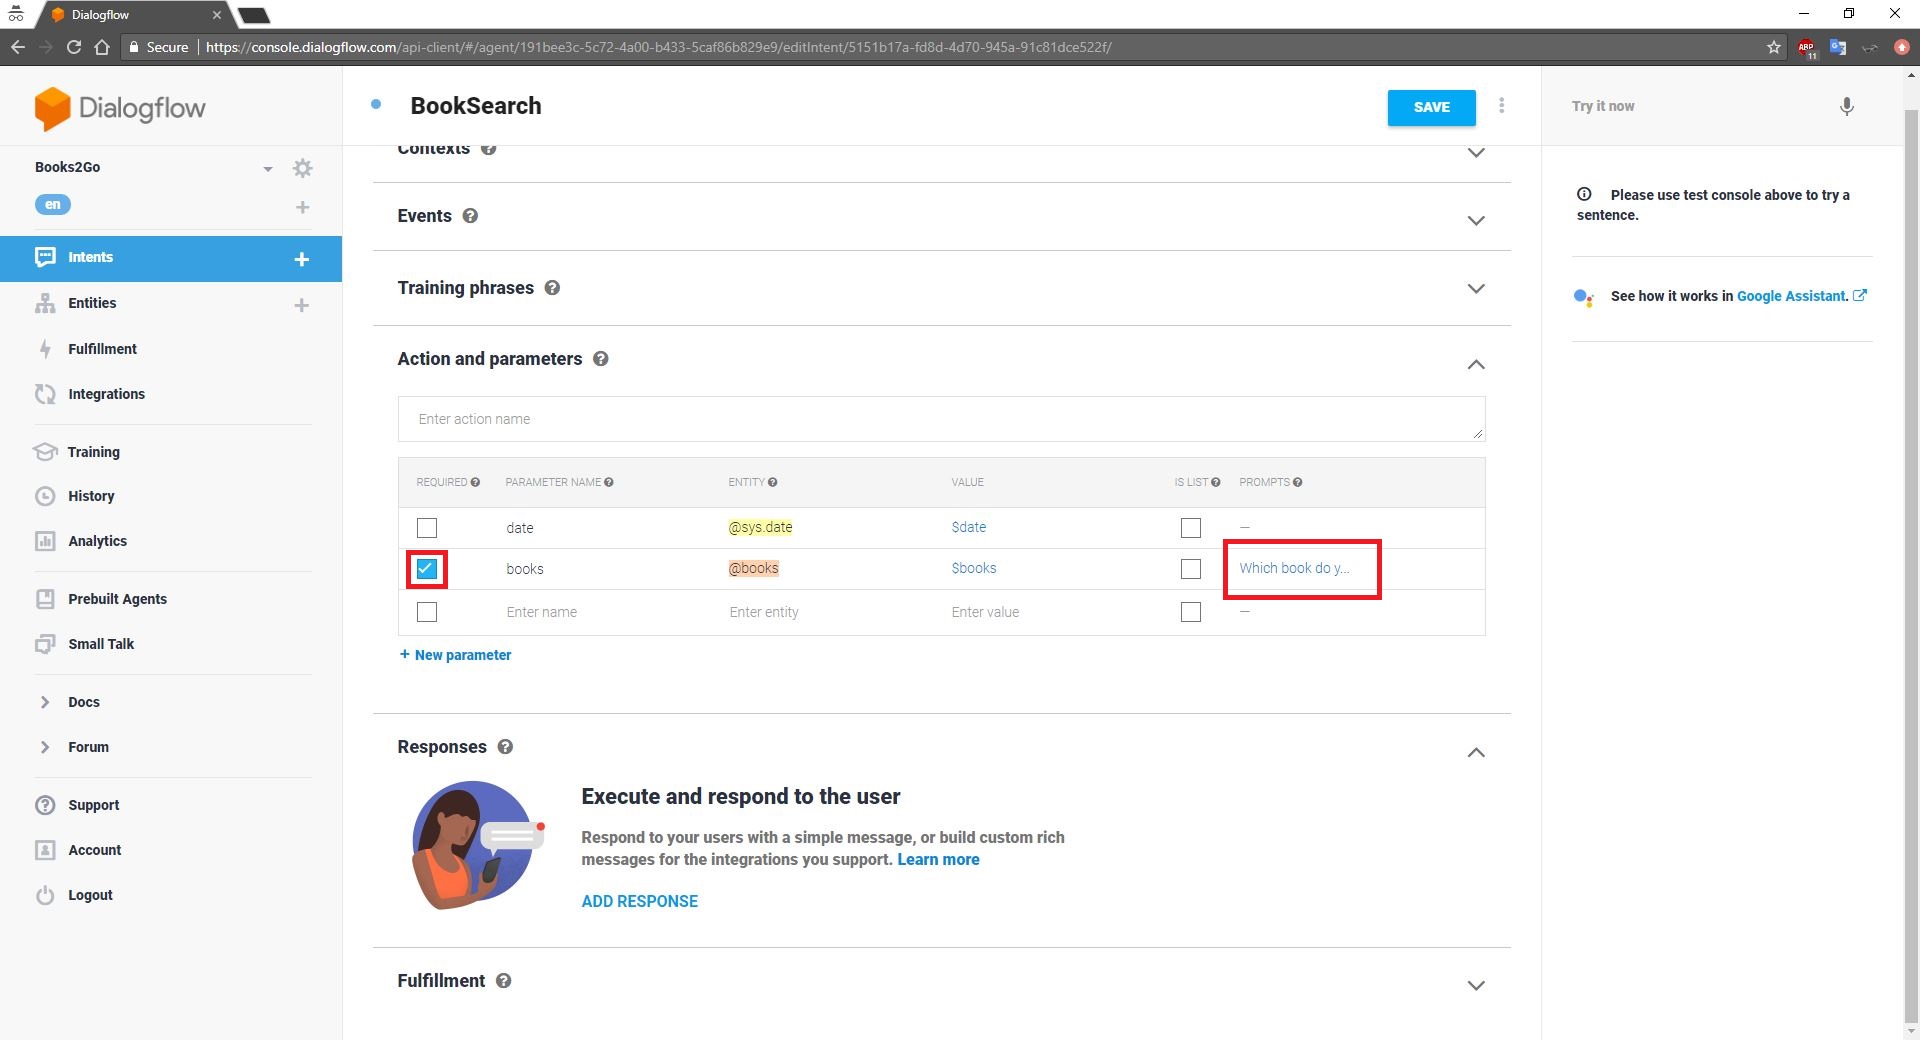 Dialogflow
Secure
https://console.dialogflow.com/api-client/#/agent/191bee3c-5c72-4a00-b433-5caf86b829e9/editIntent/5151b17a-fd8d-4d70-945a-91c81dce522f/
ABP
11
Dialogflow
Books2Go
en
Intents
Entities
Fulfillment
Integrations
Training
History
Analytics
Prebuilt Agents
Small Talk
Docs
Forum
Support
Account
Logout
BookSearch
SAVE
Contexts
Events
Training phrases
Action and parameters
Enter action name
REQUIRED PARAMETER NAME ENTITY VALUE IS LIST PROMPTS
date @sys.date $date —
books @books $books Which book do y...
Enter name Enter entity Enter value —
+ New parameter
Responses
Execute and respond to the user
Respond to your users with a simple message, or build custom rich
messages for the integrations you support. Learn more
ADD RESPONSE
Fulfillment
Try it now
Please use test console above to try a
sentence.
See how it works in Google Assistant.